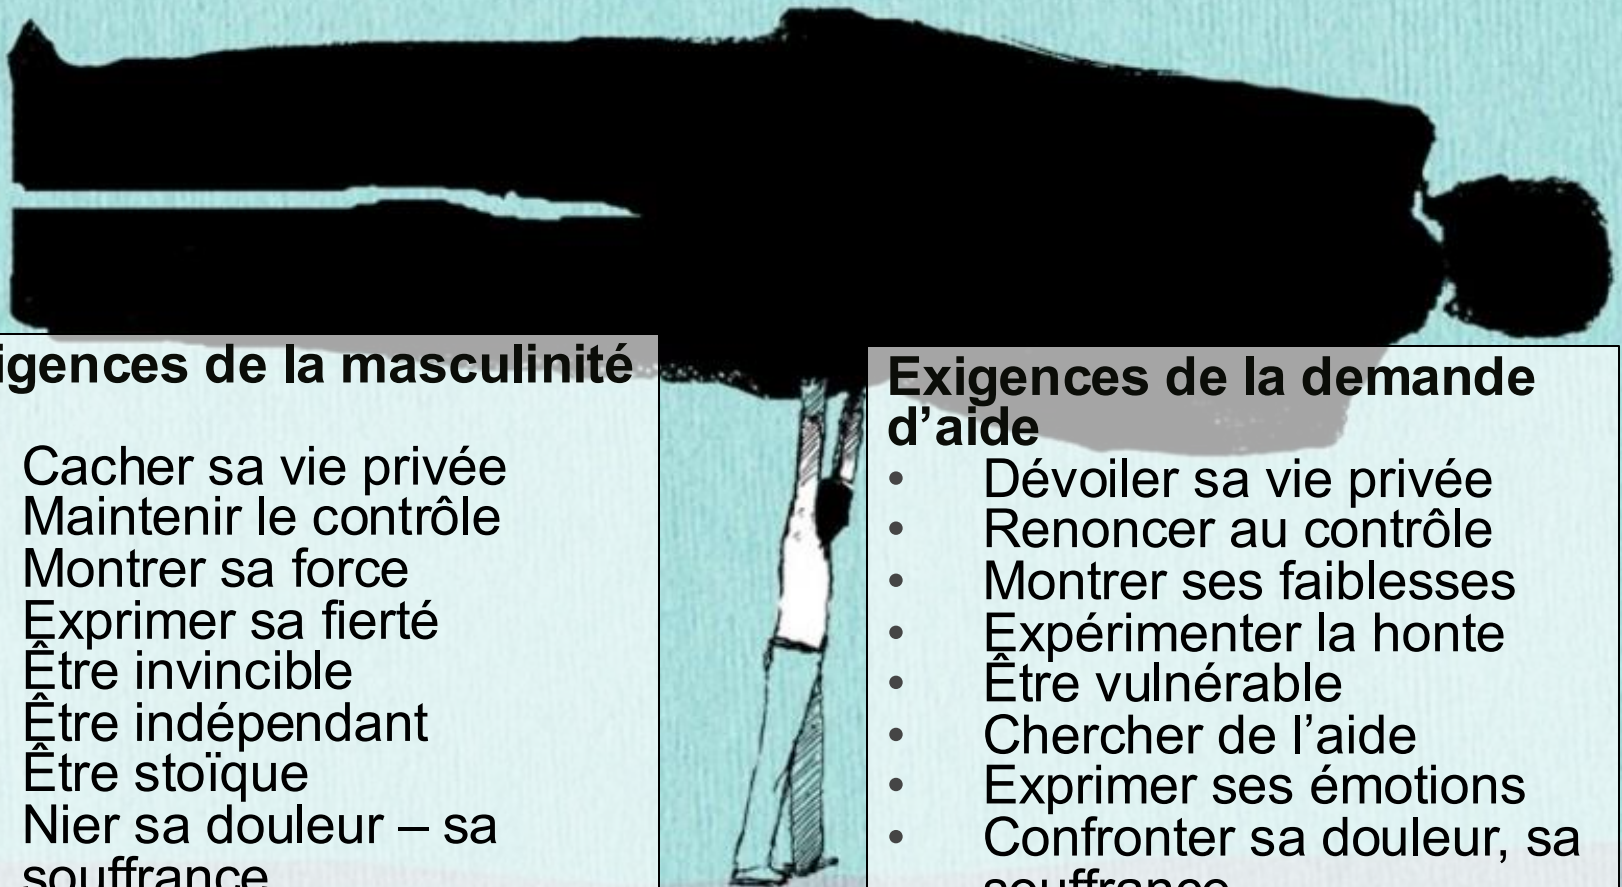 igences de la masculinité
Cacher sa vie privée
Maintenir le contrôle
Montrer sa force
Exprimer sa fierté
Être invincible
Être indépendant
Être stoïque
Nier sa douleur – sa
souffrance
Exigences de la demande
d’aide
• Dévoiler sa vie privée
• Renoncer au contrôle
• Montrer ses faiblesses
• Expérimenter la honte
• Être vulnérable
• Chercher de l’aide
• Exprimer ses émotions
• Confronter sa douleur, sa
souffrance